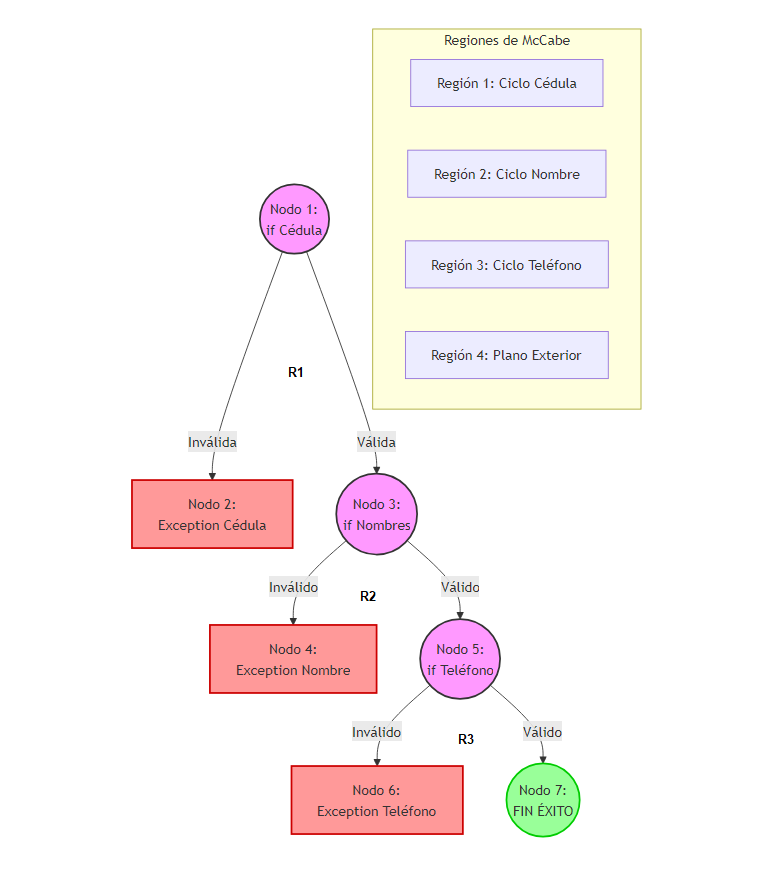 Regiones de McCabe
Región 1: Ciclo Cédula
Región 2: Ciclo Nombre
Región 3: Ciclo Teléfono
Región 4: Plano Exterior
Nodo 1:
if Cédula
R1
Inválida
Válida
Nodo 2:
Exception Cédula
Nodo 3:
if Nombres
Inválido
R2
Válido
Nodo 4:
Exception Nombre
Nodo 5:
if Teléfono
Inválido
R3
Válido
Nodo 6:
Exception Teléfono
Nodo 7:
FIN ÉXITO